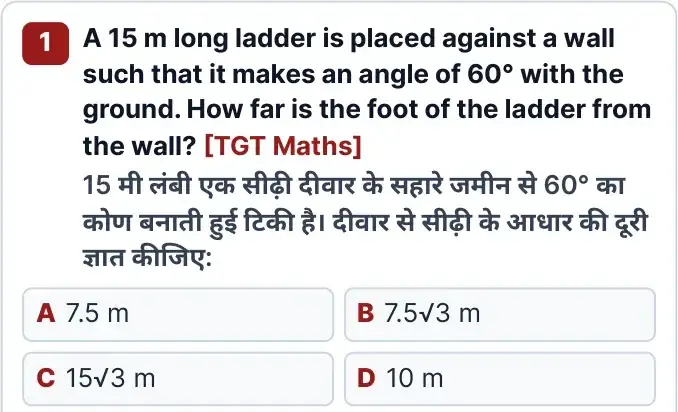 1 A 15 m long ladder is placed against a wall
such that it makes an angle of 60° with the
ground. How far is the foot of the ladder from
the wall? [TGT Maths]
15 मी लंबी एक सीढ़ी दीवार के सहारे जमीन से 60° का
कोण बनाती हुई टिकी है। दीवार से सीढ़ी के आधार की दूरी
ज्ञात कीजिए:
A 7.5 m
B 7.5√3 m
C 15√3 m
D 10 m